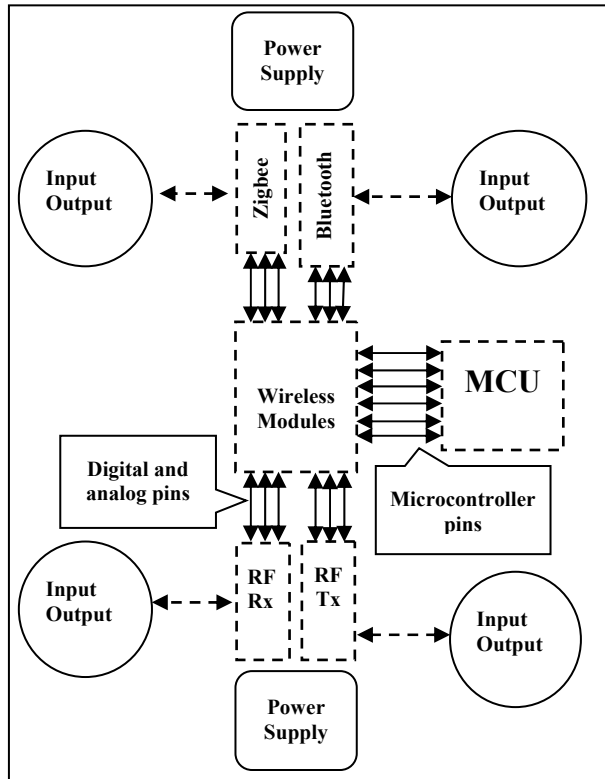 Power
Supply
Input
Output
Zigbee
Bluetooth
Input
Output
Wireless
Modules
MCU
Digital and
analog pins
Microcontroller
pins
Input
Output
RF
Rx
RF
Tx
Input
Output
Power
Supply